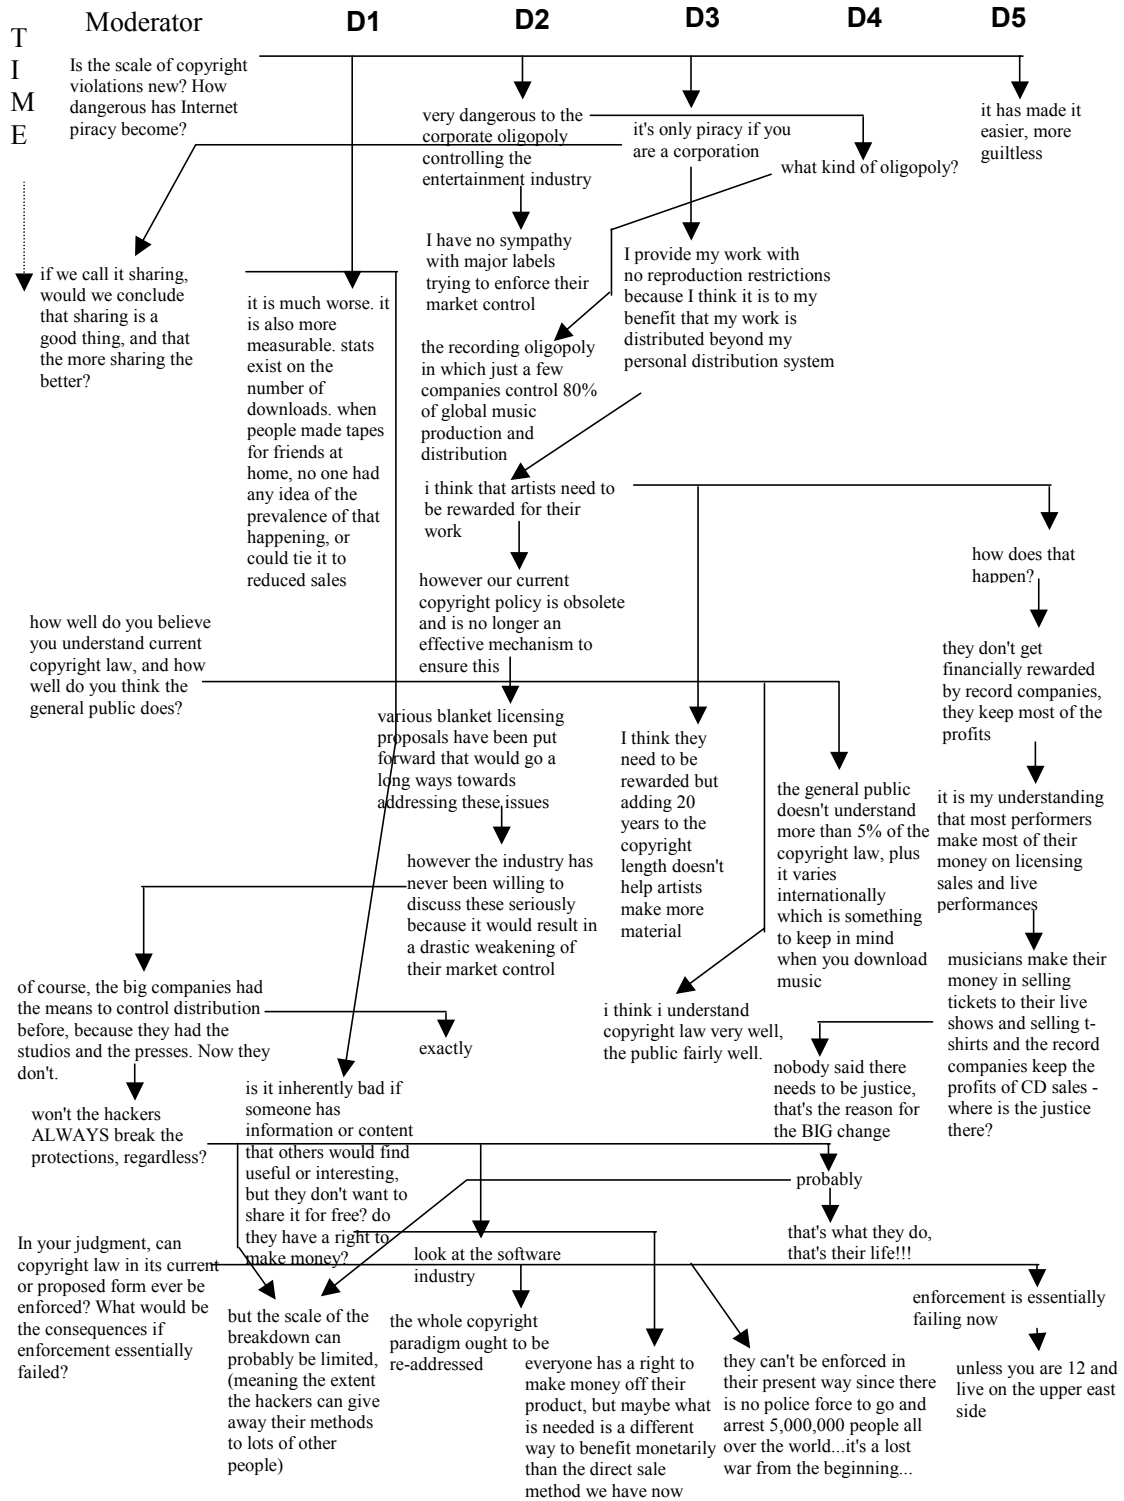 T
I
M
E
Moderator
D1
D2
D3
D4
D5
Is the scale of copyright
violations new? How
dangerous has Internet
piracy become?
very dangerous to the
corporate oligopoly
controlling the
entertainment industry
it's only piracy if you
are a corporation
what kind of oligopoly?
it has made it
easier, more
guiltless
if we call it sharing,
would we conclude
that sharing is a
good thing, and that
the more sharing the
better?
it is much worse. it
is also more
measurable. stats
exist on the
number of
downloads. when
people made tapes
for friends at
home, no one had
any idea of the
prevalence of that
happening, or
could tie it to
reduced sales
I have no sympathy
with major labels
trying to enforce their
market control
I provide my work with
no reproduction restrictions
because I think it is to my
benefit that my work is
distributed beyond my
personal distribution system
the recording oligopoly
in which just a few
companies control 80%
of global music
production and
distribution
i think that artists need to
be rewarded for their
work
how does that
happen?
however our current
copyright policy is obsolete
and is no longer an
effective mechanism to
ensure this
how well do you believe
you understand current
copyright law, and how
well do you think the
general public does?
they don't get
financially rewarded
by record companies,
they keep most of the
profits
various blanket licensing
proposals have been put
forward that would go a
long ways towards
addressing these issues
I think they
need to be
rewarded but
adding 20
years to the
copyright
length doesn't
help artists
make more
material
the general public
doesn't understand
more than 5% of the
copyright law, plus
it varies
internationally
which is something
to keep in mind
when you download
music
it is my understanding
that most performers
make most of their
money on licensing
sales and live
performances
however the industry has
never been willing to
discuss these seriously
because it would result in
a drastic weakening of
their market control
of course, the big companies had
the means to control distribution
before, because they had the
studios and the presses. Now they
don't.
exactly
i think i understand
copyright law very well,
the public fairly well.
musicians make their
money in selling
tickets to their live
shows and selling t-
shirts and the record
companies keep the
profits of CD sales -
where is the justice
there?
nobody said there
needs to be justice,
that's the reason for
the BIG change
won't the hackers
ALWAYS break the
protections, regardless?
is it inherently bad if
someone has
information or content
that others would find
useful or interesting,
but they don't want to
share it for free? do
they have a right to
make money?
probably
that's what they do,
that's their life!!!
look at the software
industry
In your judgment, can
copyright law in its current
or proposed form ever be
enforced? What would be
the consequences if
enforcement essentially
failed?
but the scale of the
breakdown can
probably be limited,
(meaning the extent
the hackers can give
away their methods
to lots of other
people)
the whole copyright
paradigm ought to be
re-addressed
everyone has a right to
make money off their
product, but maybe what
is needed is a different
way to benefit monetarily
than the direct sale
method we have now
they can't be enforced in
their present way since there
is no police force to go and
arrest 5,000,000 people all
over the world...it's a lost
war from the beginning...
enforcement is essentially
failing now
unless you are 12 and
live on the upper east
side